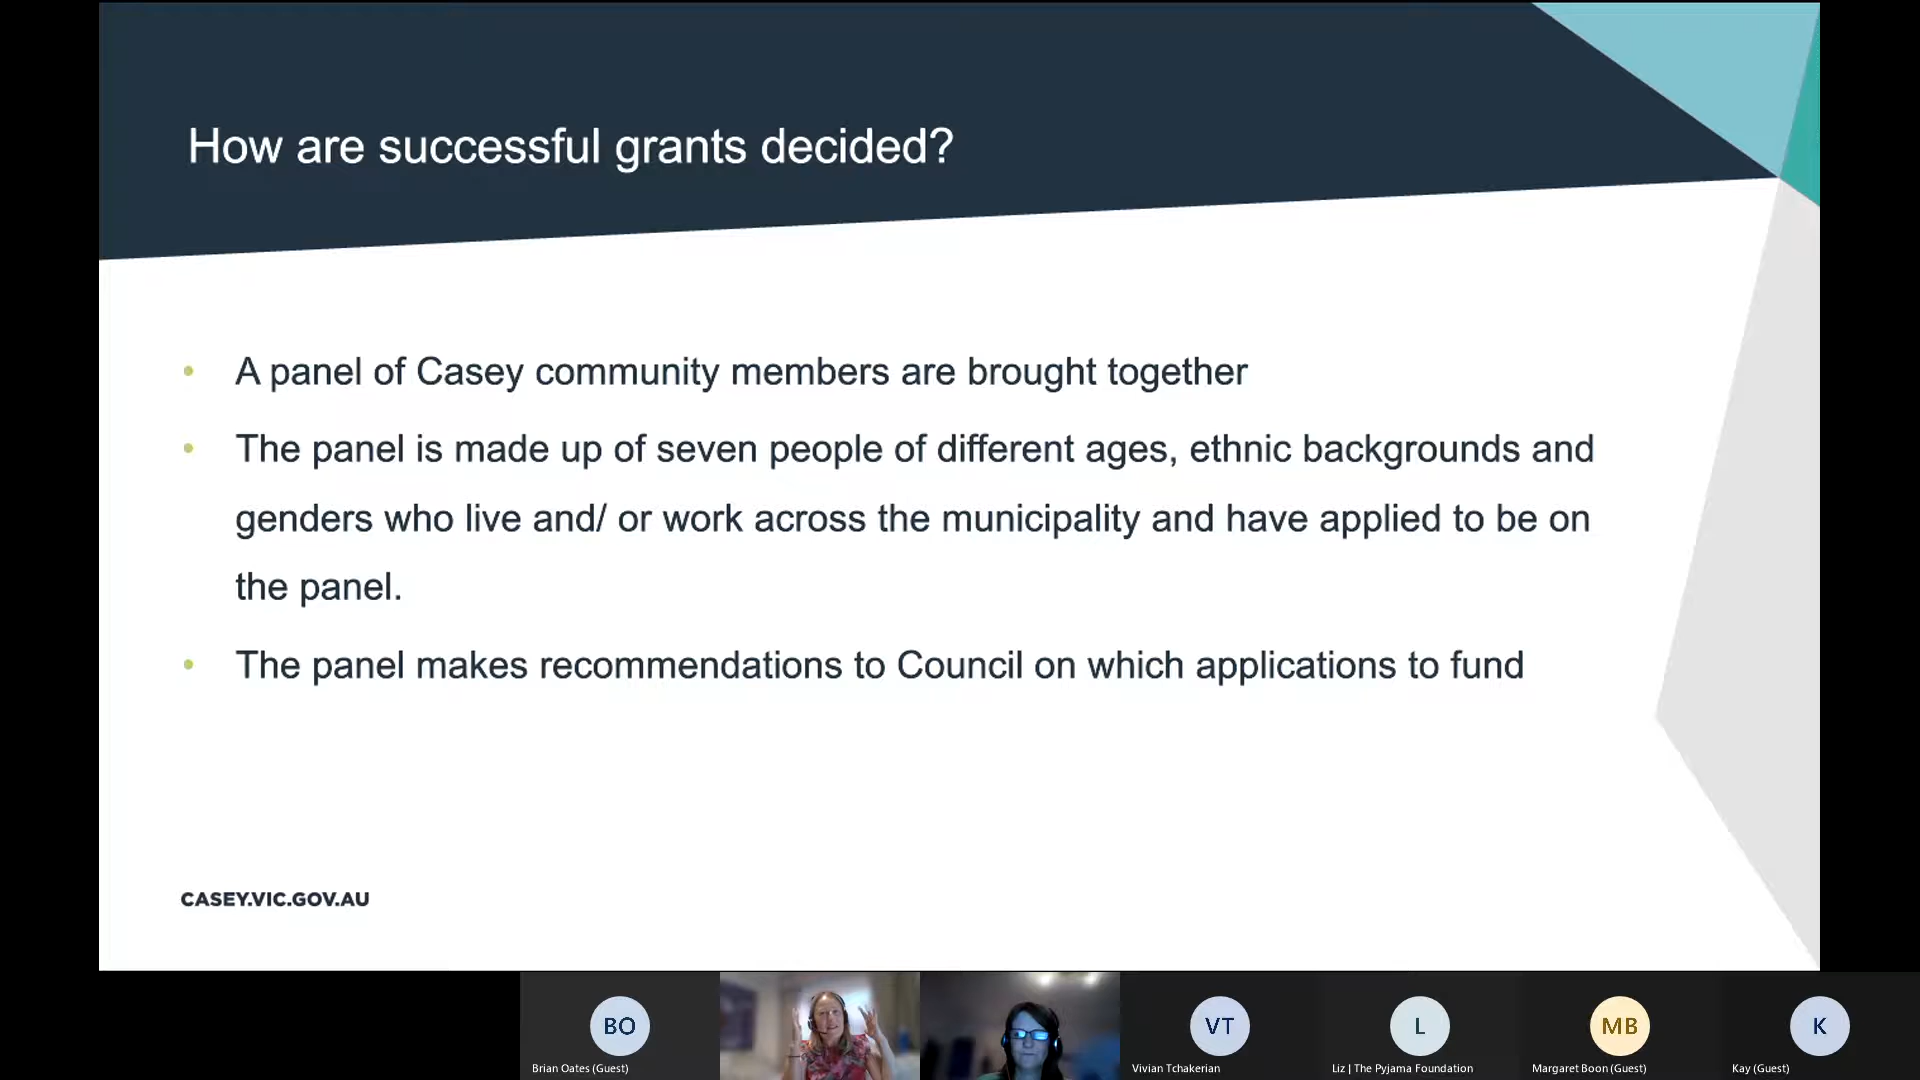 How are successful grants decided?
• A panel of Casey community members are brought together
• The panel is made up of seven people of different ages, ethnic backgrounds and
genders who live and/ or work across the municipality and have applied to be on
the panel.
• The panel makes recommendations to Council on which applications to fund
CASEY.VIC.GOV.AU
BO
VT
L
MB
K
Brian Oates (Guest)
Vivian Tchakerian
Liz | The Pyjama Foundation
Margaret Boon (Guest)
Kay (Guest)